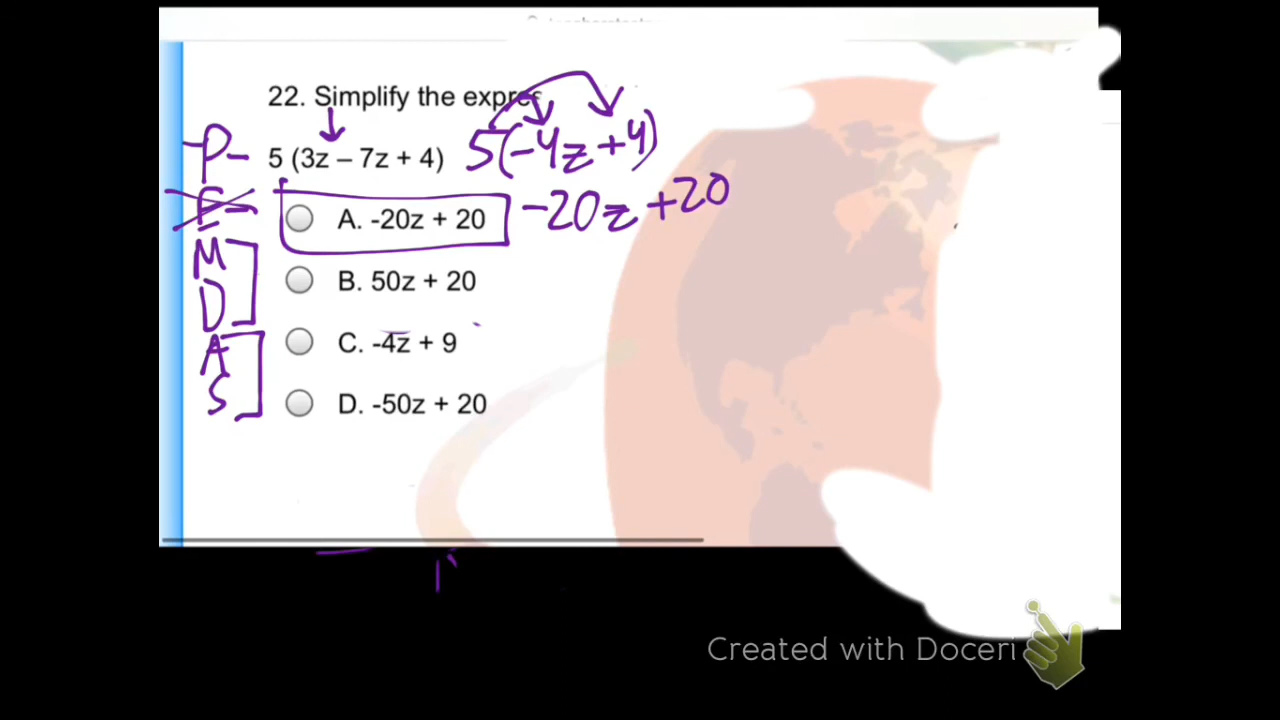 22. Simplify the expres
-P- 5 (3z – 7z + 4) 5(-4z +4)
E- A. -20z + 20 -20z +20
M
D B. 50z + 20
A C. -4z + 9
S D. -50z + 20
Created with Doceri